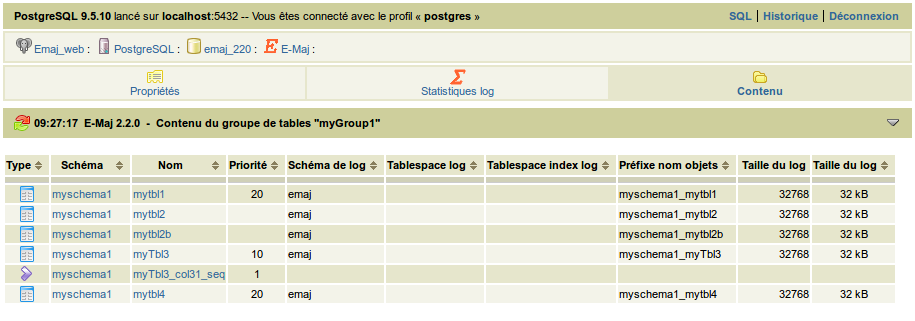 PostgreSQL 9.5.10 lancé sur localhost:5432 -- Vous êtes connecté avec le profil « postgres » SQL | Historique | Déconnexion
Emaj_web : PostgreSQL : emaj_220 : E-Maj :
Propriétés Statistiques log Contenu
09:27:17 E-Maj 2.2.0 - Contenu du groupe de tables "myGroup1"
Type Schéma Nom Priorité Schéma de log Tablespace log Tablespace index log Préfixe nom objets Taille du log Taille du log
myschema1 mytbl1 20 emaj myschema1_mytbl1 32768 32 kB
myschema1 mytbl2 emaj myschema1_mytbl2 32768 32 kB
myschema1 mytbl2b emaj myschema1_mytbl2b 32768 32 kB
myschema1 myTbl3 10 emaj myschema1_myTbl3 32768 32 kB
myschema1 myTbl3_col31_seq 1
myschema1 mytbl4 20 emaj myschema1_mytbl4 32768 32 kB